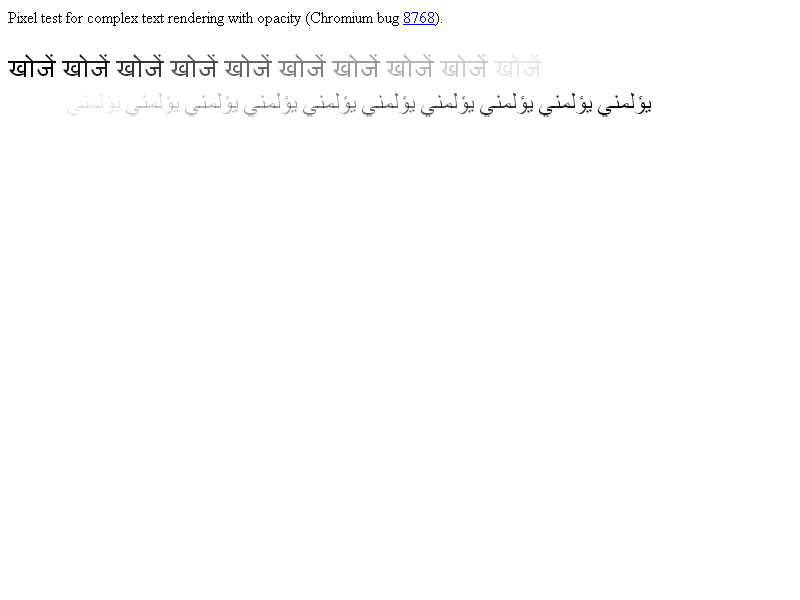 Pixel test for complex text rendering with opacity (Chromium bug 8768).
खोजें खोजें खोजें खोजें खोजें खोजें खोजें खोजें खोजें खोजें
يؤلمني يؤلمني يؤلمني يؤلمني يؤلمني يؤلمني يؤلمني يؤلمني يؤلمني يؤلمني